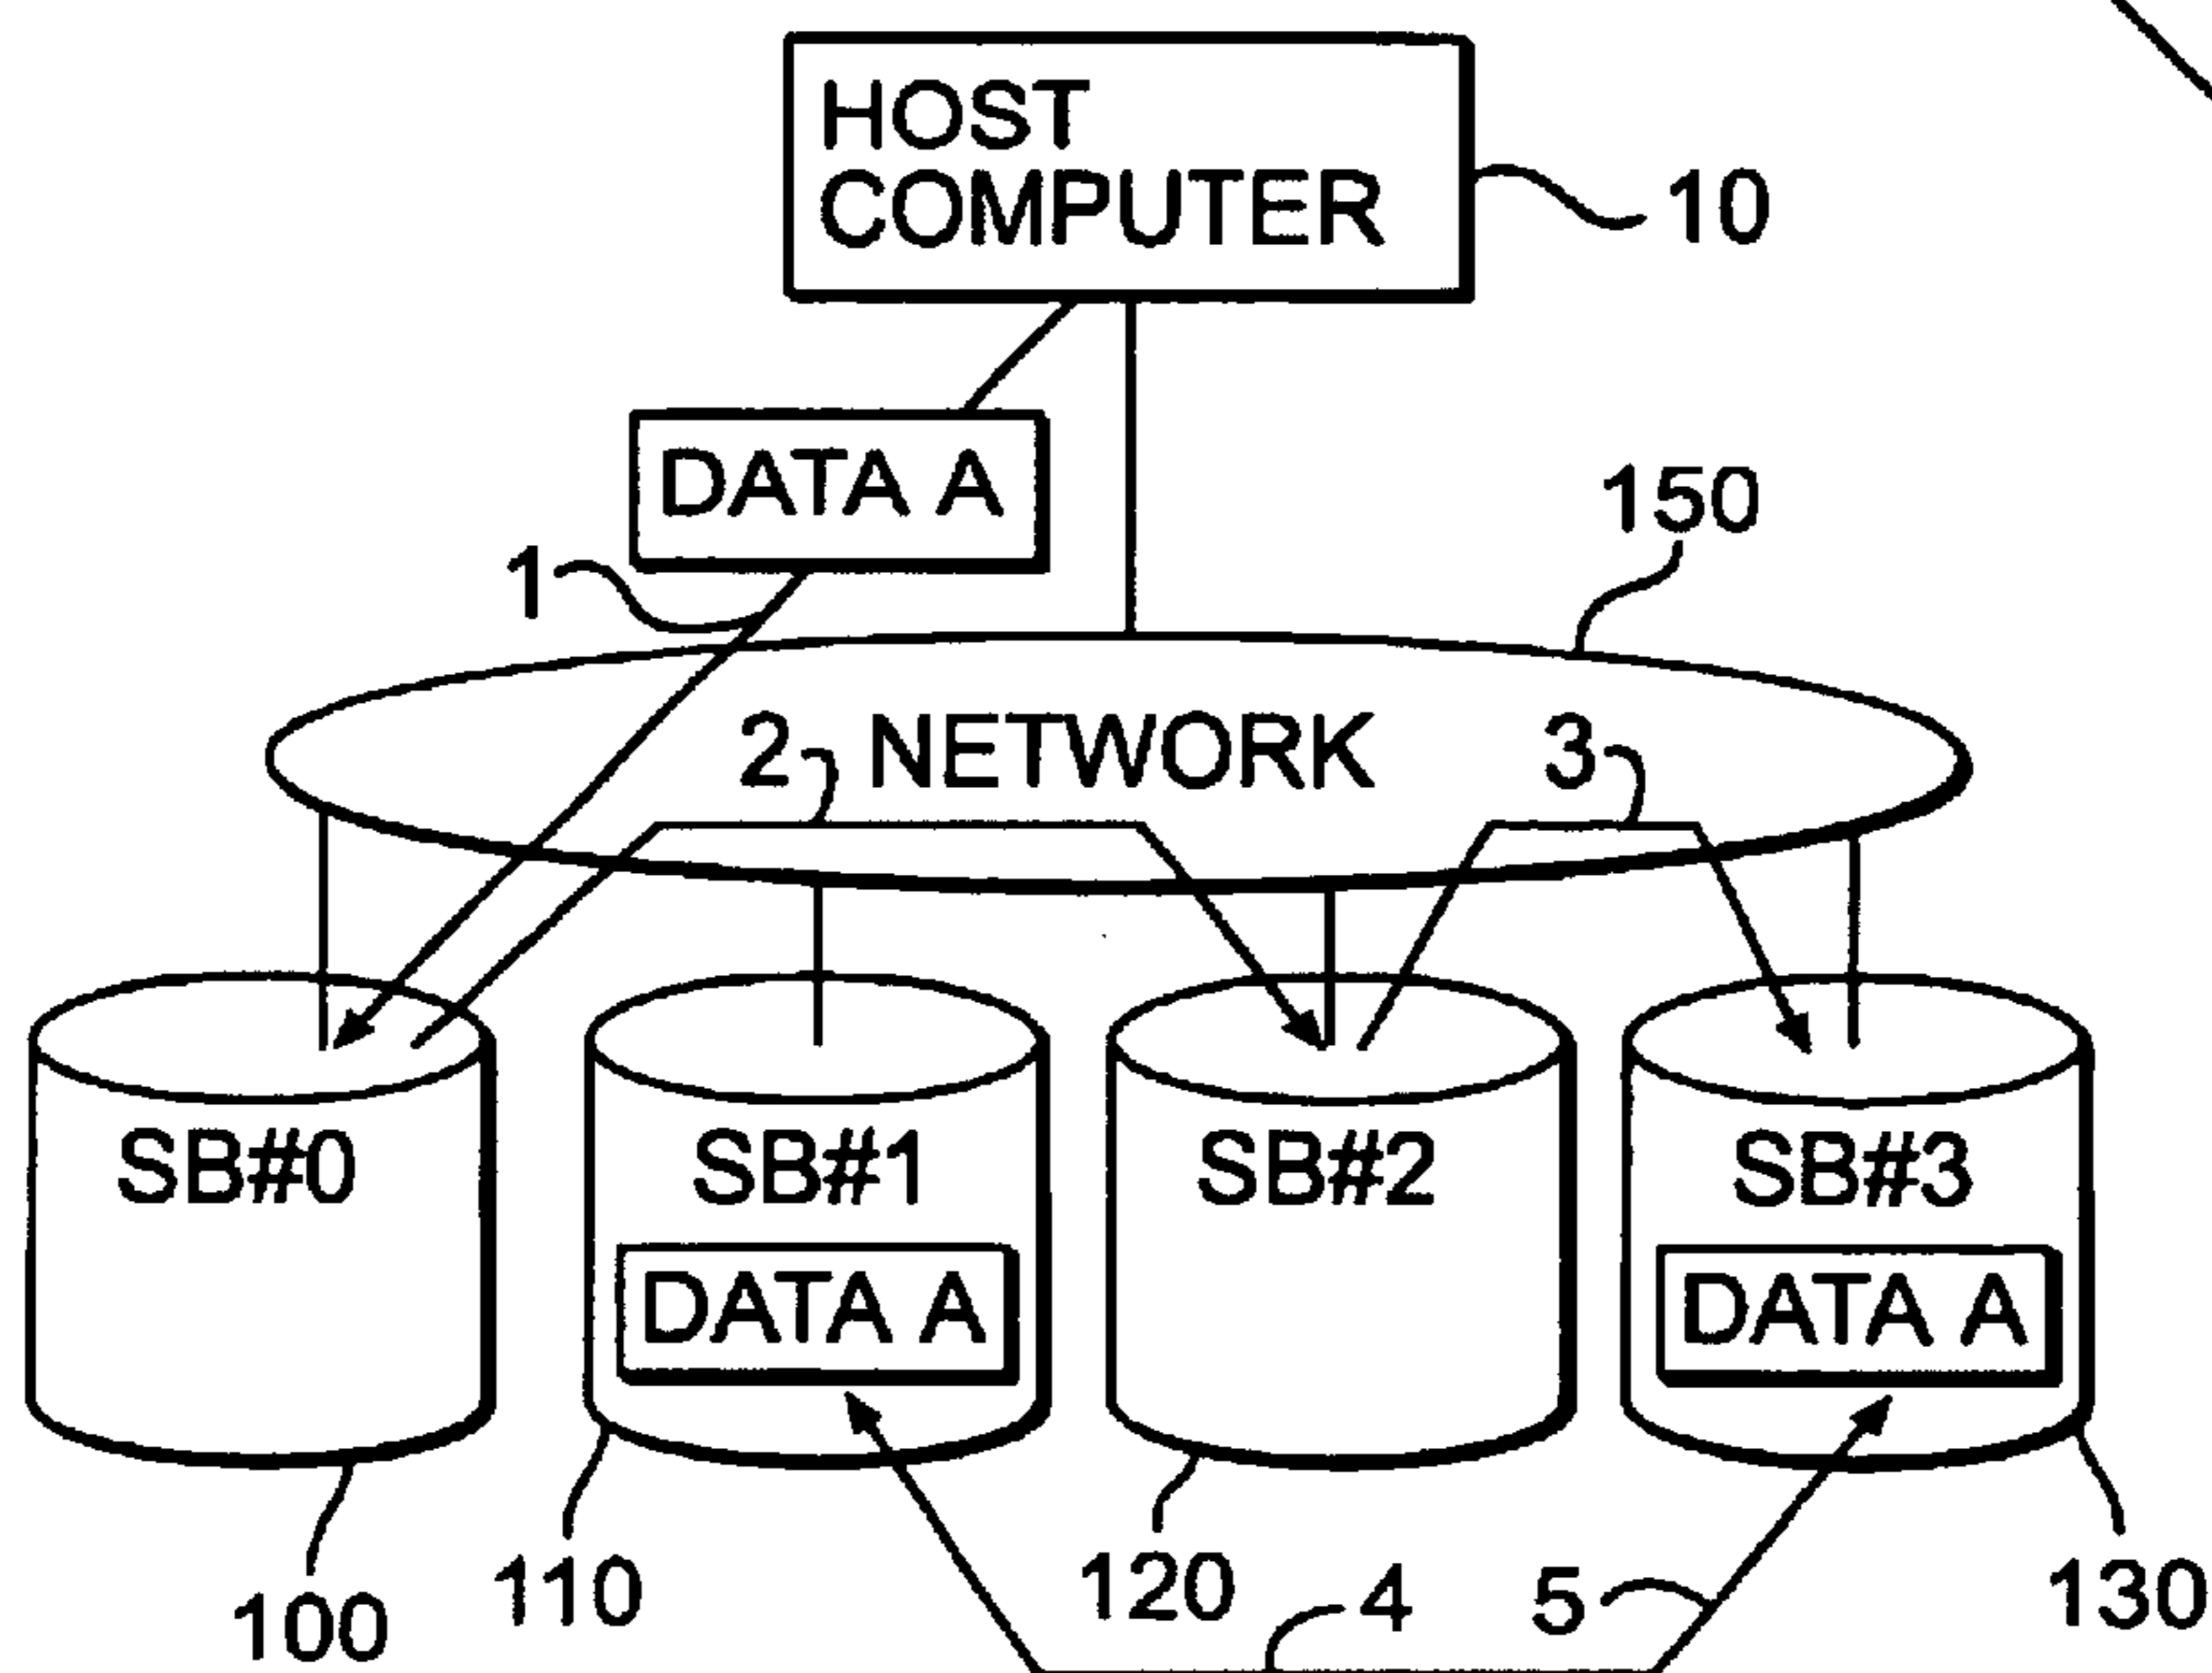 HOST
COMPUTER
10
DATA A
150
1
2 NETWORK 3
SB#0 SB#1 SB#2 SB#3
DATA A DATA A
100 110 120 4 5 130